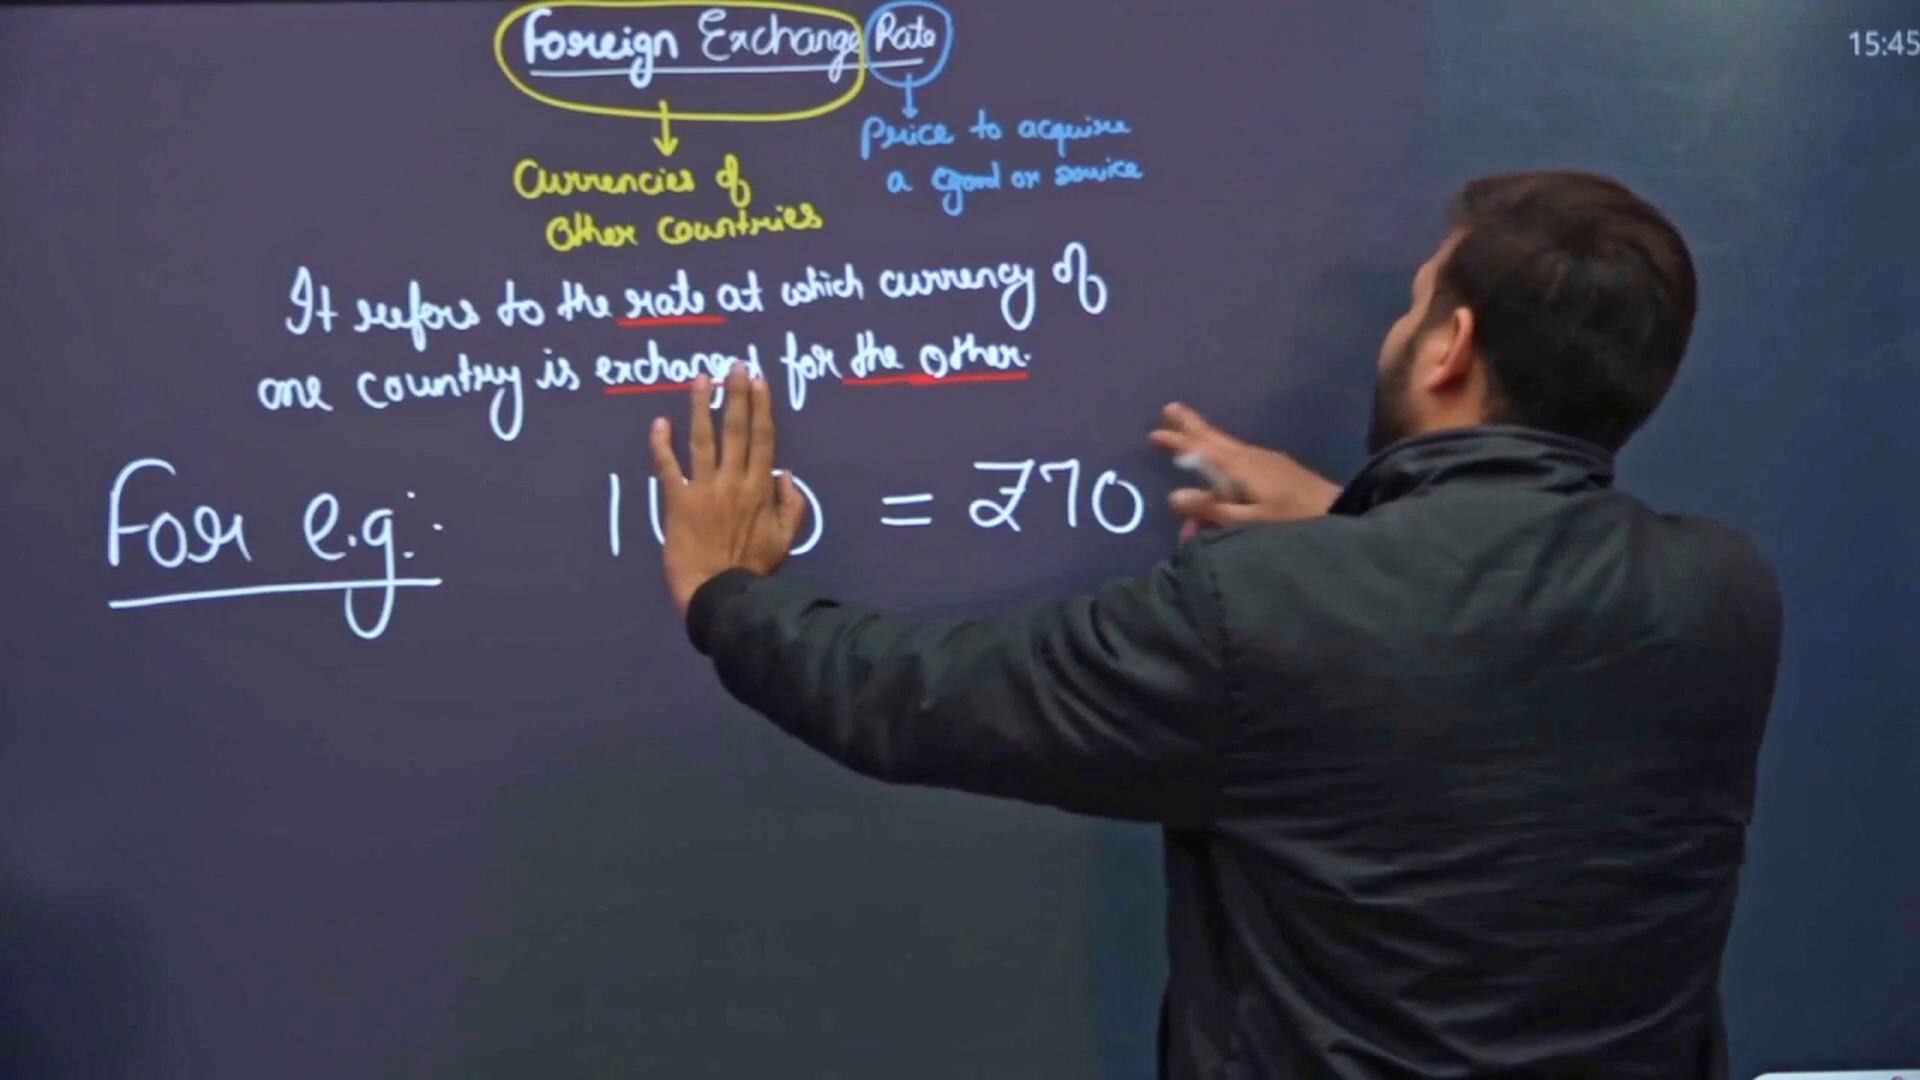 Foreign Exchange Rate
15:45
Price to acquire
a good or service
Currencies of
Other countries
It refers to the rate at which currency of
one country is exchanged for the other.
For e.g:- = ₹70